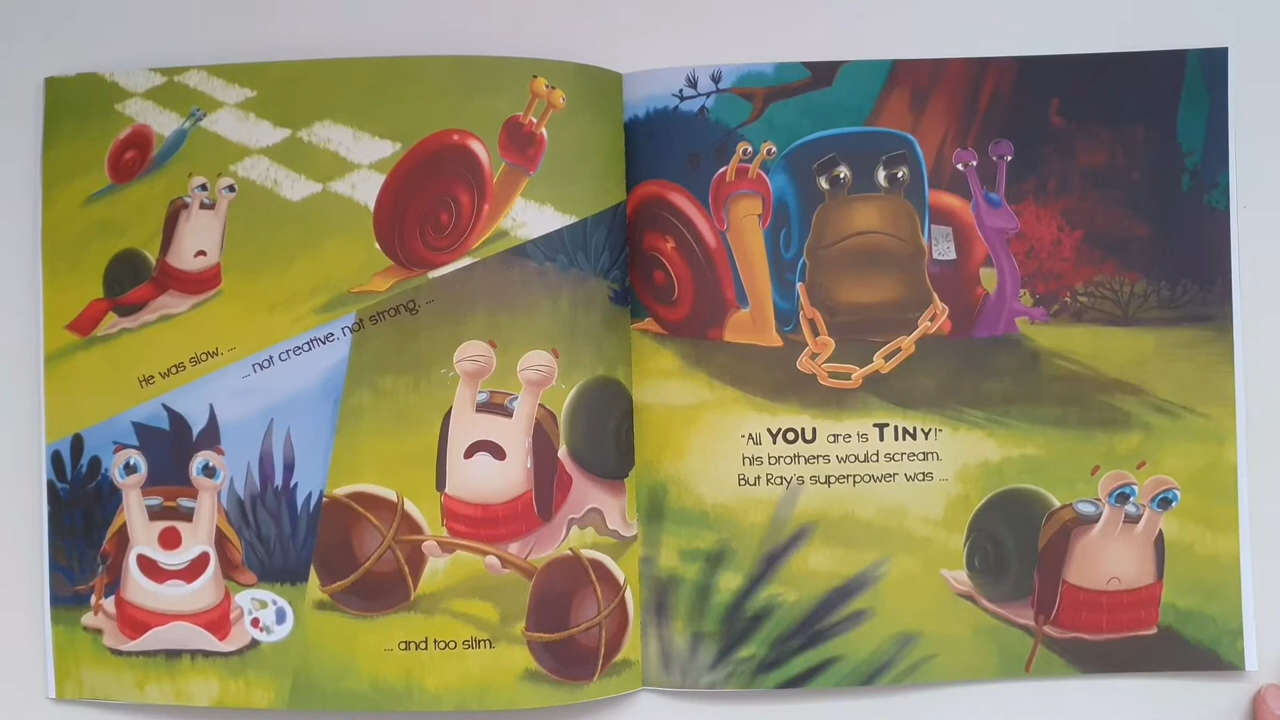 He was slow, ...
... not creative, not strong, ...
... and too slim.
"All YOU are is TINY!"
his brothers would scream.
But Ray's superpower was ...